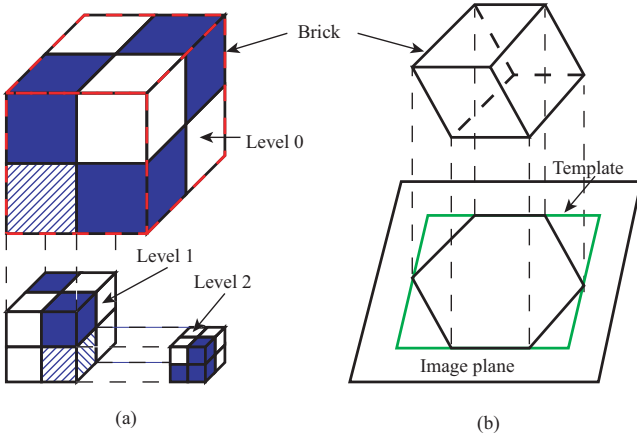 Brick
Level 0
Level 1
Level 2
(a)
Template
Image plane
(b)